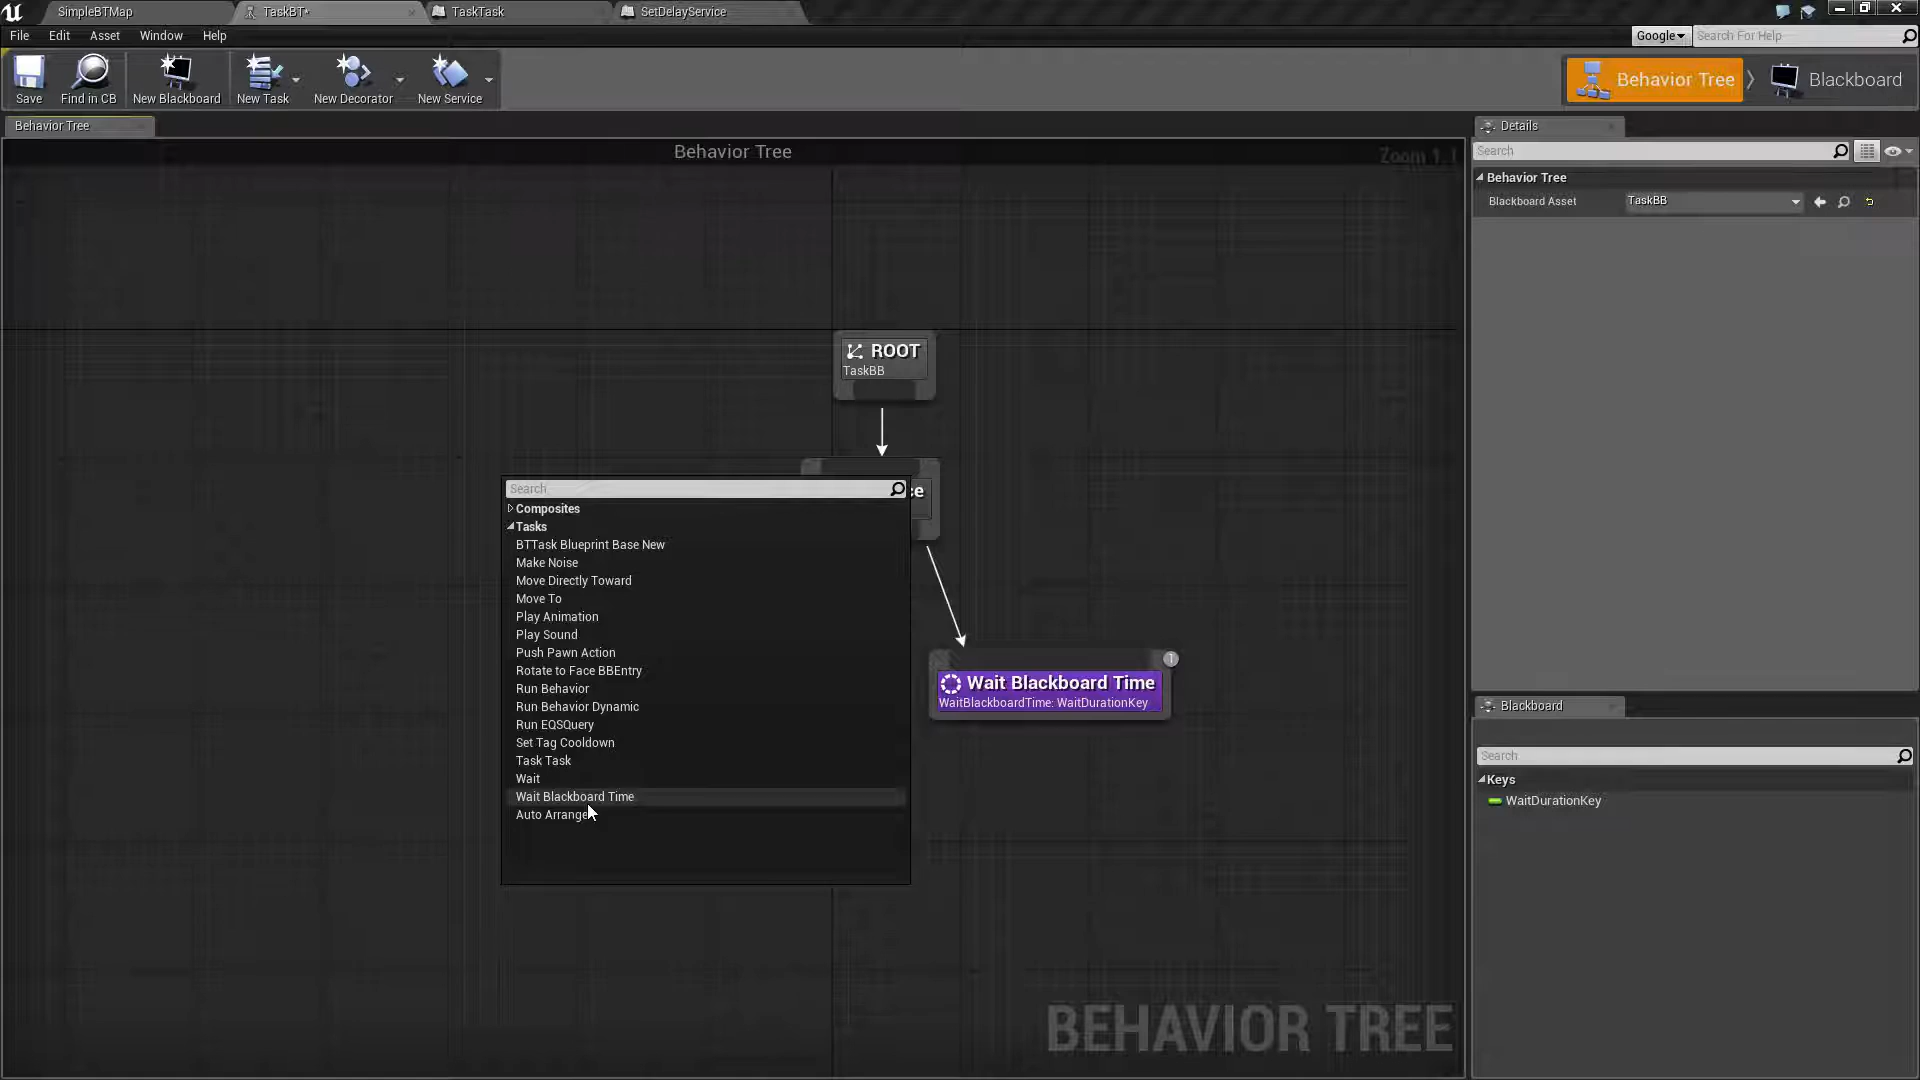 SimpleBTMap
TaskBT*
TaskTask
SetDelayService
File
Edit
Asset
Window
Help
Google
Search For Help
Save
Find in CB
New Blackboard
New Task
New Decorator
New Service
Behavior Tree
Blackboard
Behavior Tree
Details
Behavior Tree
Zoom 1:1
Search
Behavior Tree
Blackboard Asset
TaskBB
ROOT
TaskBB
Search
ce
Composites
Tasks
BTTask Blueprint Base New
Make Noise
Move Directly Toward
Move To
Play Animation
Play Sound
Push Pawn Action
Rotate to Face BBEntry
Run Behavior
Run Behavior Dynamic
Run EQSQuery
Set Tag Cooldown
Task Task
Wait
Wait Blackboard Time
Auto Arrange
1
Wait Blackboard Time
WaitBlackboardTime: WaitDurationKey
Blackboard
Search
Keys
WaitDurationKey
BEHAVIOR TREE